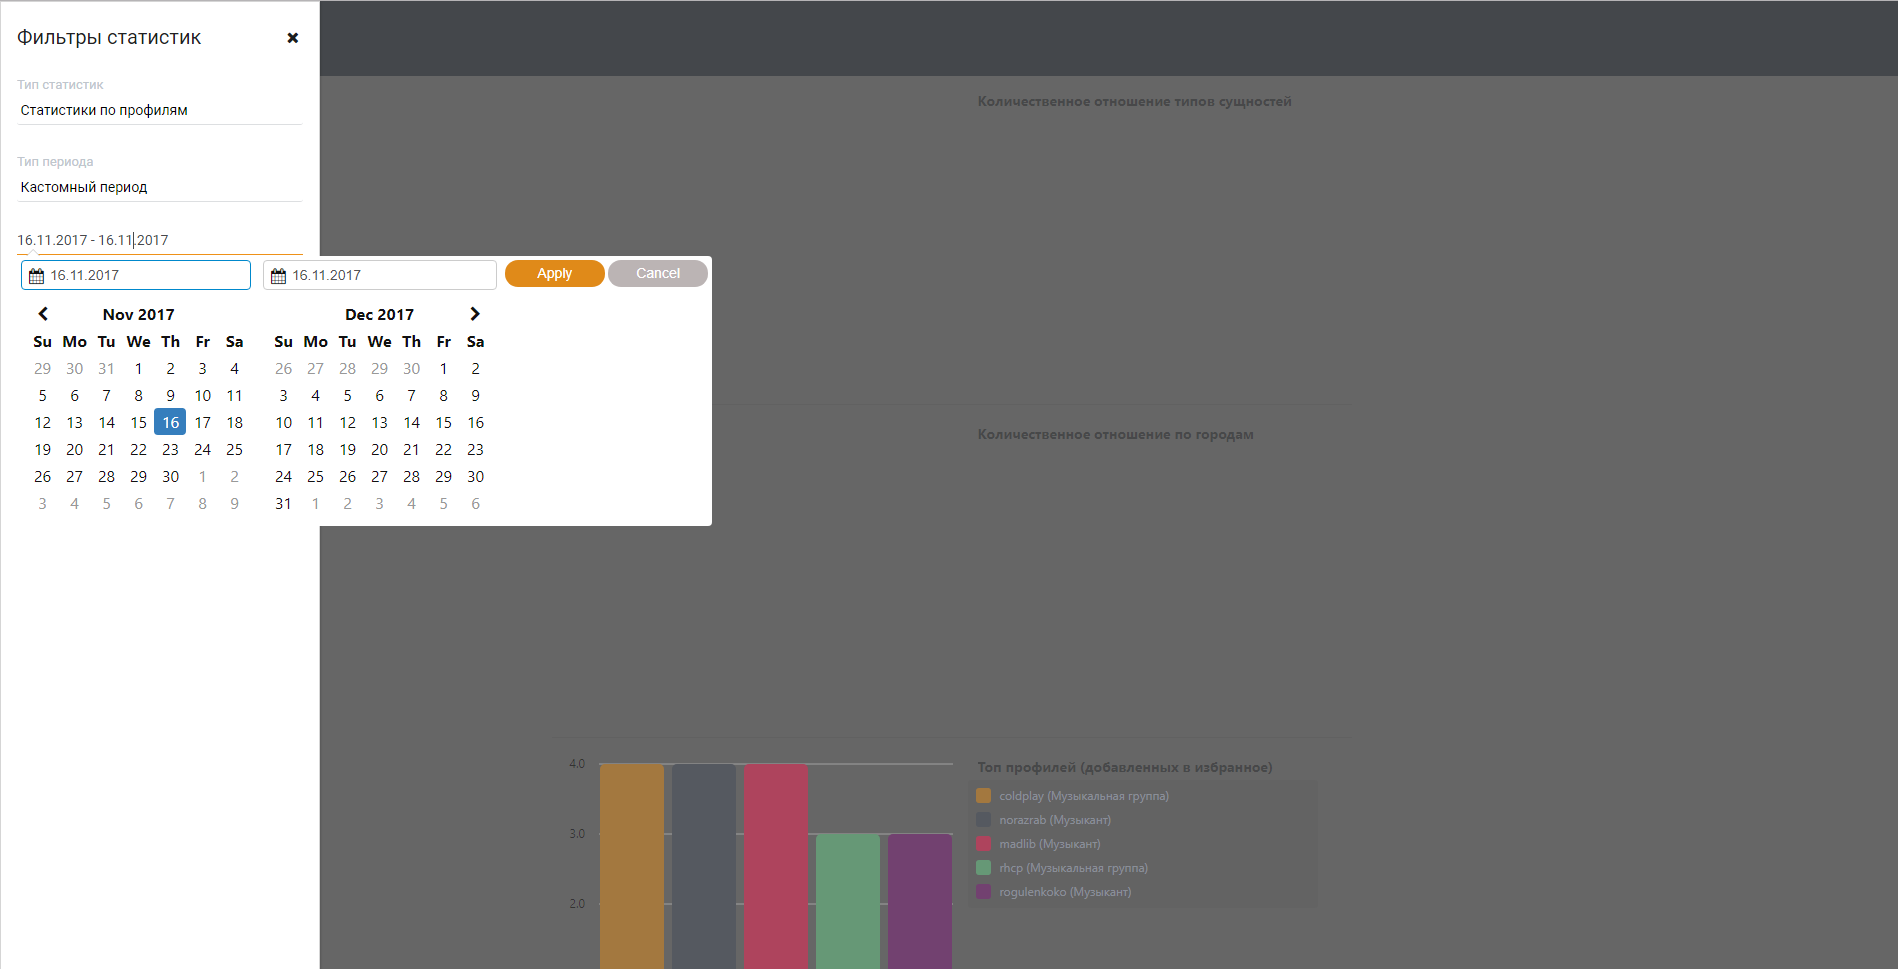 Фильтры статистик
Тип статистик
Статистики по профилям
Тип периода
Кастомный период
16.11.2017 - 16.11.2017
16.11.2017 16.11.2017 Apply Cancel
Nov 2017
Su Mo Tu We Th Fr Sa
29 30 31 1 2 3 4
5 6 7 8 9 10 11
12 13 14 15 16 17 18
19 20 21 22 23 24 25
26 27 28 29 30 1 2
3 4 5 6 7 8 9
Dec 2017
Su Mo Tu We Th Fr Sa
26 27 28 29 30 1 2
3 4 5 6 7 8 9
10 11 12 13 14 15 16
17 18 19 20 21 22 23
24 25 26 27 28 29 30
31 1 2 3 4 5 6
Количественное отношение типов сущностей
Количественное отношение по городам
4.0
3.0
2.0
Топ профилей (добавленных в избранное)
coldplay (Музыкальная группа)
norazrab (Музыкант)
madlib (Музыкант)
rhcp (Музыкальная группа)
rogulenkoko (Музыкант)